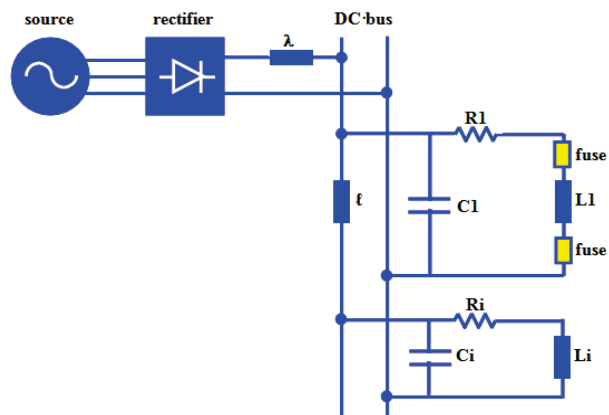 source
rectifier
DC·bus
λ
R1
fuse
ℓ
C1
L1
fuse
Ri
Ci
Li